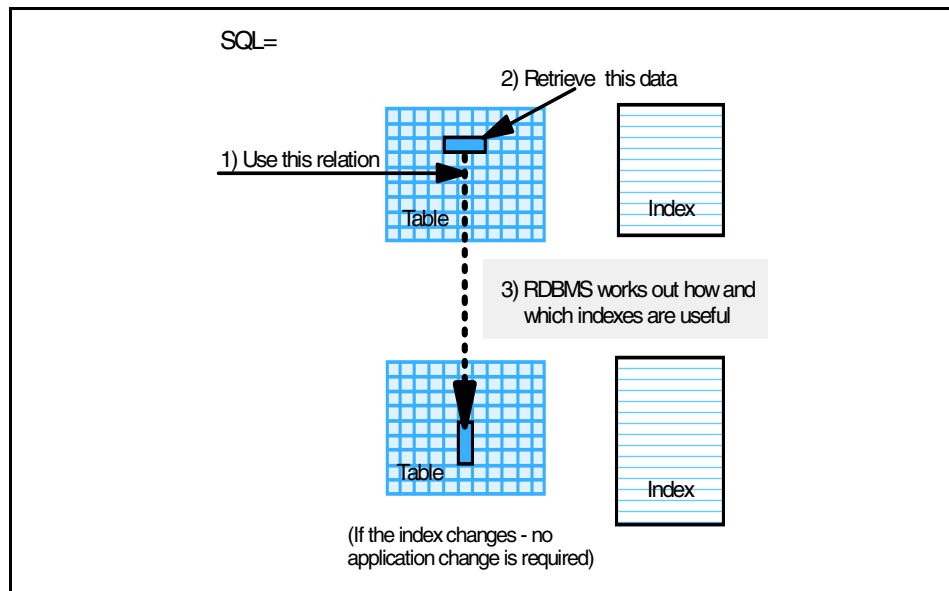 SQL=
2) Retrieve this data
1) Use this relation
Table
Index
3) RDBMS works out how and
which indexes are useful
Table
Index
(If the index changes - no
application change is required)